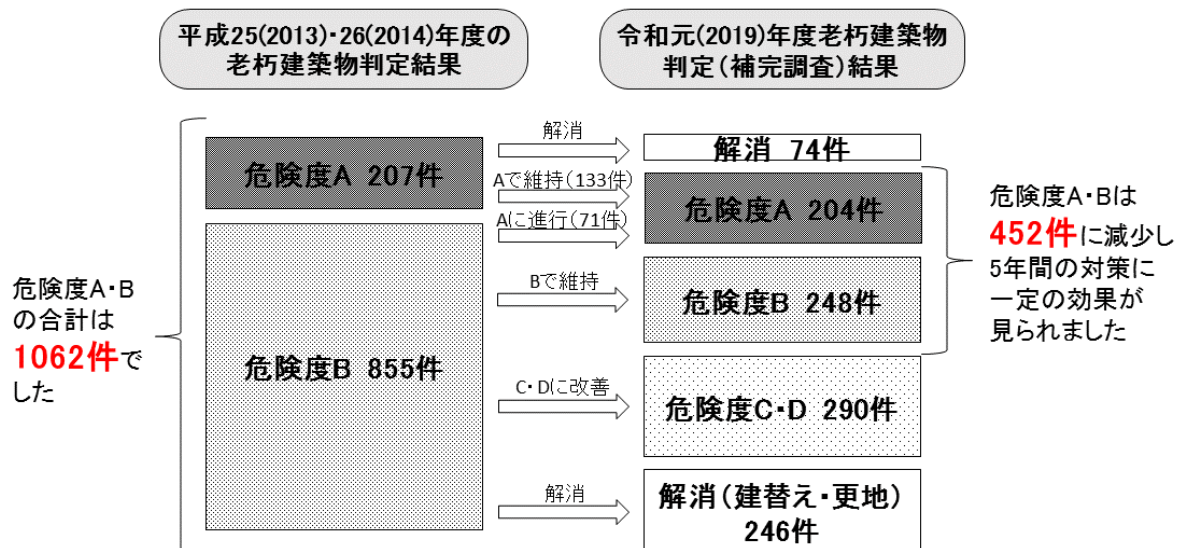 平成25(2013)・26(2014)年度の
老朽建築物判定結果
令和元(2019)年度老朽建築物
判定(補完調査)結果
危険度A・B
の合計は
1062件で
した
危険度A 207件
危険度B 855件
解消
Aで維持(133件)
Aに進行(71件)
Bで維持
C・Dに改善
解消
解消 74件
危険度A 204件
危険度B 248件
危険度C・D 290件
解消(建替え・更地)
246件
危険度A・Bは
452件に減少し
5年間の対策に
一定の効果が
見られました